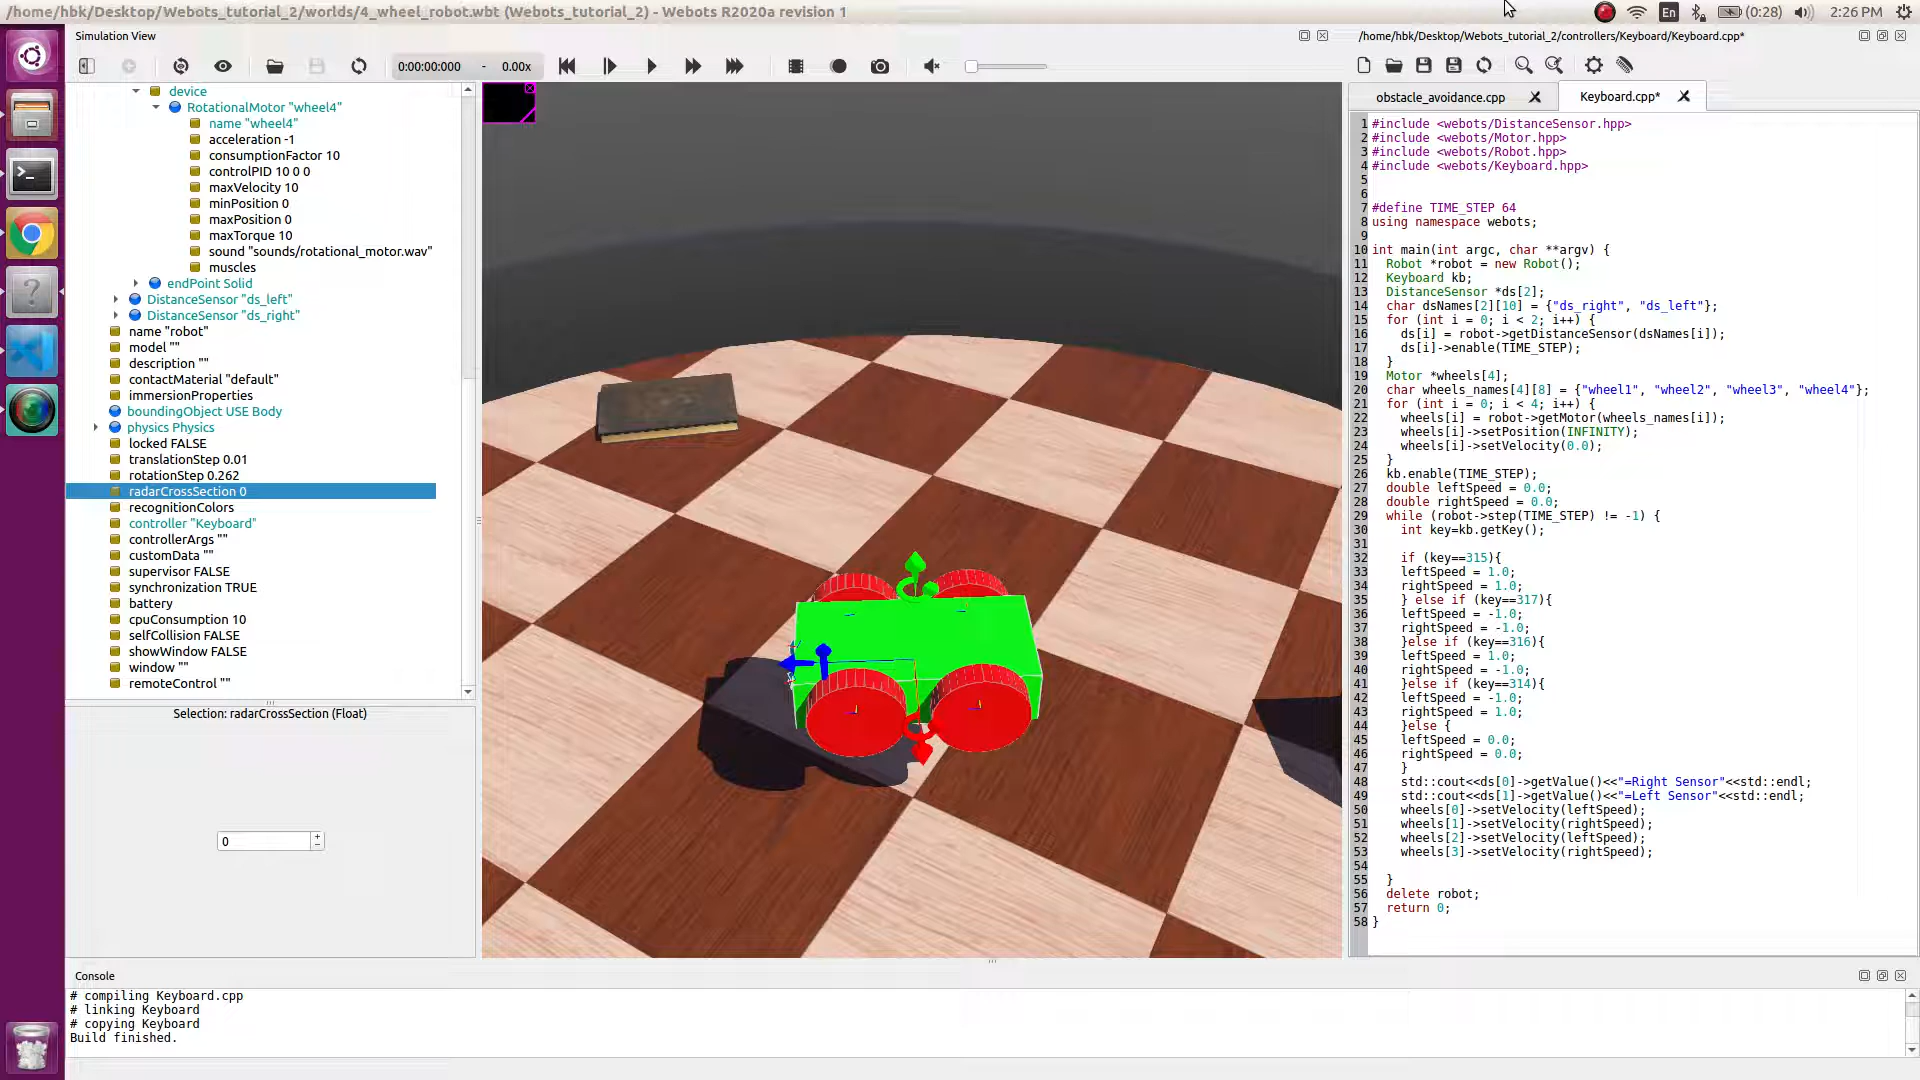 /home/hbk/Desktop/Webots_tutorial_2/worlds/4_wheel_robot.wbt (Webots_tutorial_2) - Webots R2020a revision 1
En
(0:28)
2:26 PM
Simulation View
0:00:00:000 - 0.00x
device
RotationalMotor "wheel4"
name "wheel4"
acceleration -1
consumptionFactor 10
controlPID 10 0 0
maxVelocity 10
minPosition 0
maxPosition 0
maxTorque 10
sound "sounds/rotational_motor.wav"
muscles
endPoint Solid
DistanceSensor "ds_left"
DistanceSensor "ds_right"
name "robot"
model ""
description ""
contactMaterial "default"
immersionProperties
boundingObject USE Body
physics Physics
locked FALSE
translationStep 0.01
rotationStep 0.262
radarCrossSection 0
recognitionColors
controller "Keyboard"
controllerArgs ""
customData ""
supervisor FALSE
synchronization TRUE
battery
cpuConsumption 10
selfCollision FALSE
showWindow FALSE
window ""
remoteControl ""
Selection: radarCrossSection (Float)
0
/home/hbk/Desktop/Webots_tutorial_2/controllers/Keyboard/Keyboard.cpp*
obstacle_avoidance.cpp
Keyboard.cpp*
1 #include <webots/DistanceSensor.hpp>
2 #include <webots/Motor.hpp>
3 #include <webots/Robot.hpp>
4 #include <webots/Keyboard.hpp>
5
6
7 #define TIME_STEP 64
8 using namespace webots;
9
10 int main(int argc, char **argv) {
11 Robot *robot = new Robot();
12 Keyboard kb;
13 DistanceSensor *ds[2];
14 char dsNames[2][10] = {"ds_right", "ds_left"};
15 for (int i = 0; i < 2; i++) {
16 ds[i] = robot->getDistanceSensor(dsNames[i]);
17 ds[i]->enable(TIME_STEP);
18 }
19 Motor *wheels[4];
20 char wheels_names[4][8] = {"wheel1", "wheel2", "wheel3", "wheel4"};
21 for (int i = 0; i < 4; i++) {
22 wheels[i] = robot->getMotor(wheels_names[i]);
23 wheels[i]->setPosition(INFINITY);
24 wheels[i]->setVelocity(0.0);
25 }
26 kb.enable(TIME_STEP);
27 double leftSpeed = 0.0;
28 double rightSpeed = 0.0;
29 while (robot->step(TIME_STEP) != -1) {
30 int key=kb.getKey();
31
32 if (key==315){
33 leftSpeed = 1.0;
34 rightSpeed = 1.0;
35 } else if (key==317){
36 leftSpeed = -1.0;
37 rightSpeed = -1.0;
38 }else if (key==316){
39 leftSpeed = 1.0;
40 rightSpeed = -1.0;
41 }else if (key==314){
42 leftSpeed = -1.0;
43 rightSpeed = 1.0;
44 }else {
45 leftSpeed = 0.0;
46 rightSpeed = 0.0;
47 }
48 std::cout<<ds[0]->getValue()<<"=Right Sensor"<<std::endl;
49 std::cout<<ds[1]->getValue()<<"=Left Sensor"<<std::endl;
50 wheels[0]->setVelocity(leftSpeed);
51 wheels[1]->setVelocity(rightSpeed);
52 wheels[2]->setVelocity(leftSpeed);
53 wheels[3]->setVelocity(rightSpeed);
54
55 }
56 delete robot;
57 return 0;
58 }
Console
# compiling Keyboard.cpp
# linking Keyboard
# copying Keyboard
Build finished.